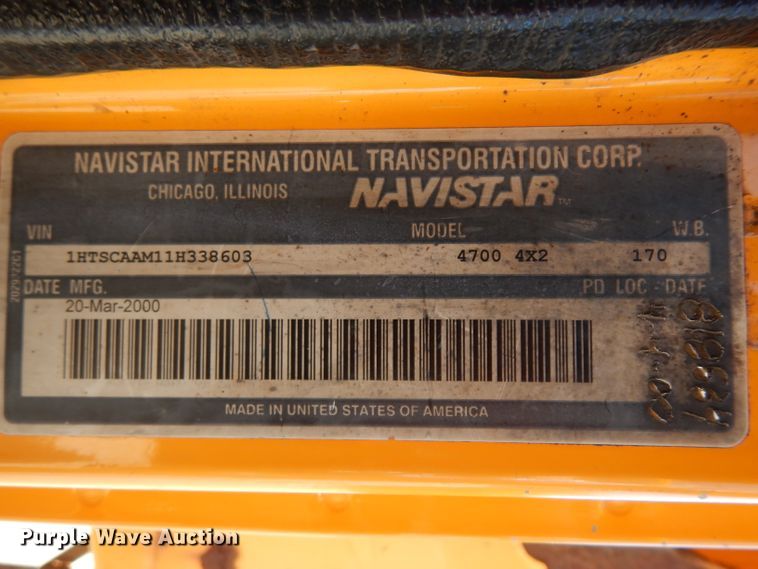 NAVISTAR INTERNATIONAL TRANSPORTATION CORP.
CHICAGO, ILLINOIS NAVISTAR TM
VIN MODEL W.B.
1HTSCAAM11H338603 4700 4X2 170
DATE MFG. PD LOC - DATE
20-Mar-2000
MADE IN UNITED STATES OF AMERICA
Purple Wave Auction